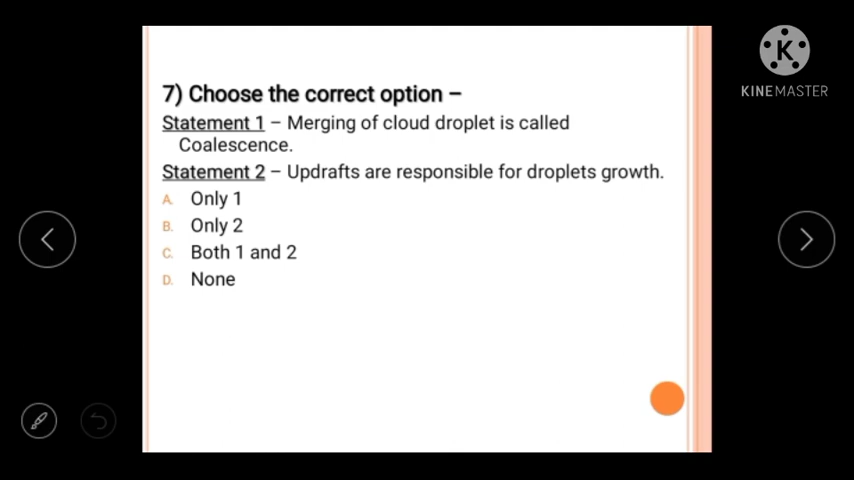 K
KINEMASTER
7) Choose the correct option –
Statement 1 – Merging of cloud droplet is called
Coalescence.
Statement 2 – Updrafts are responsible for droplets growth.
A. Only 1
B. Only 2
C. Both 1 and 2
D. None